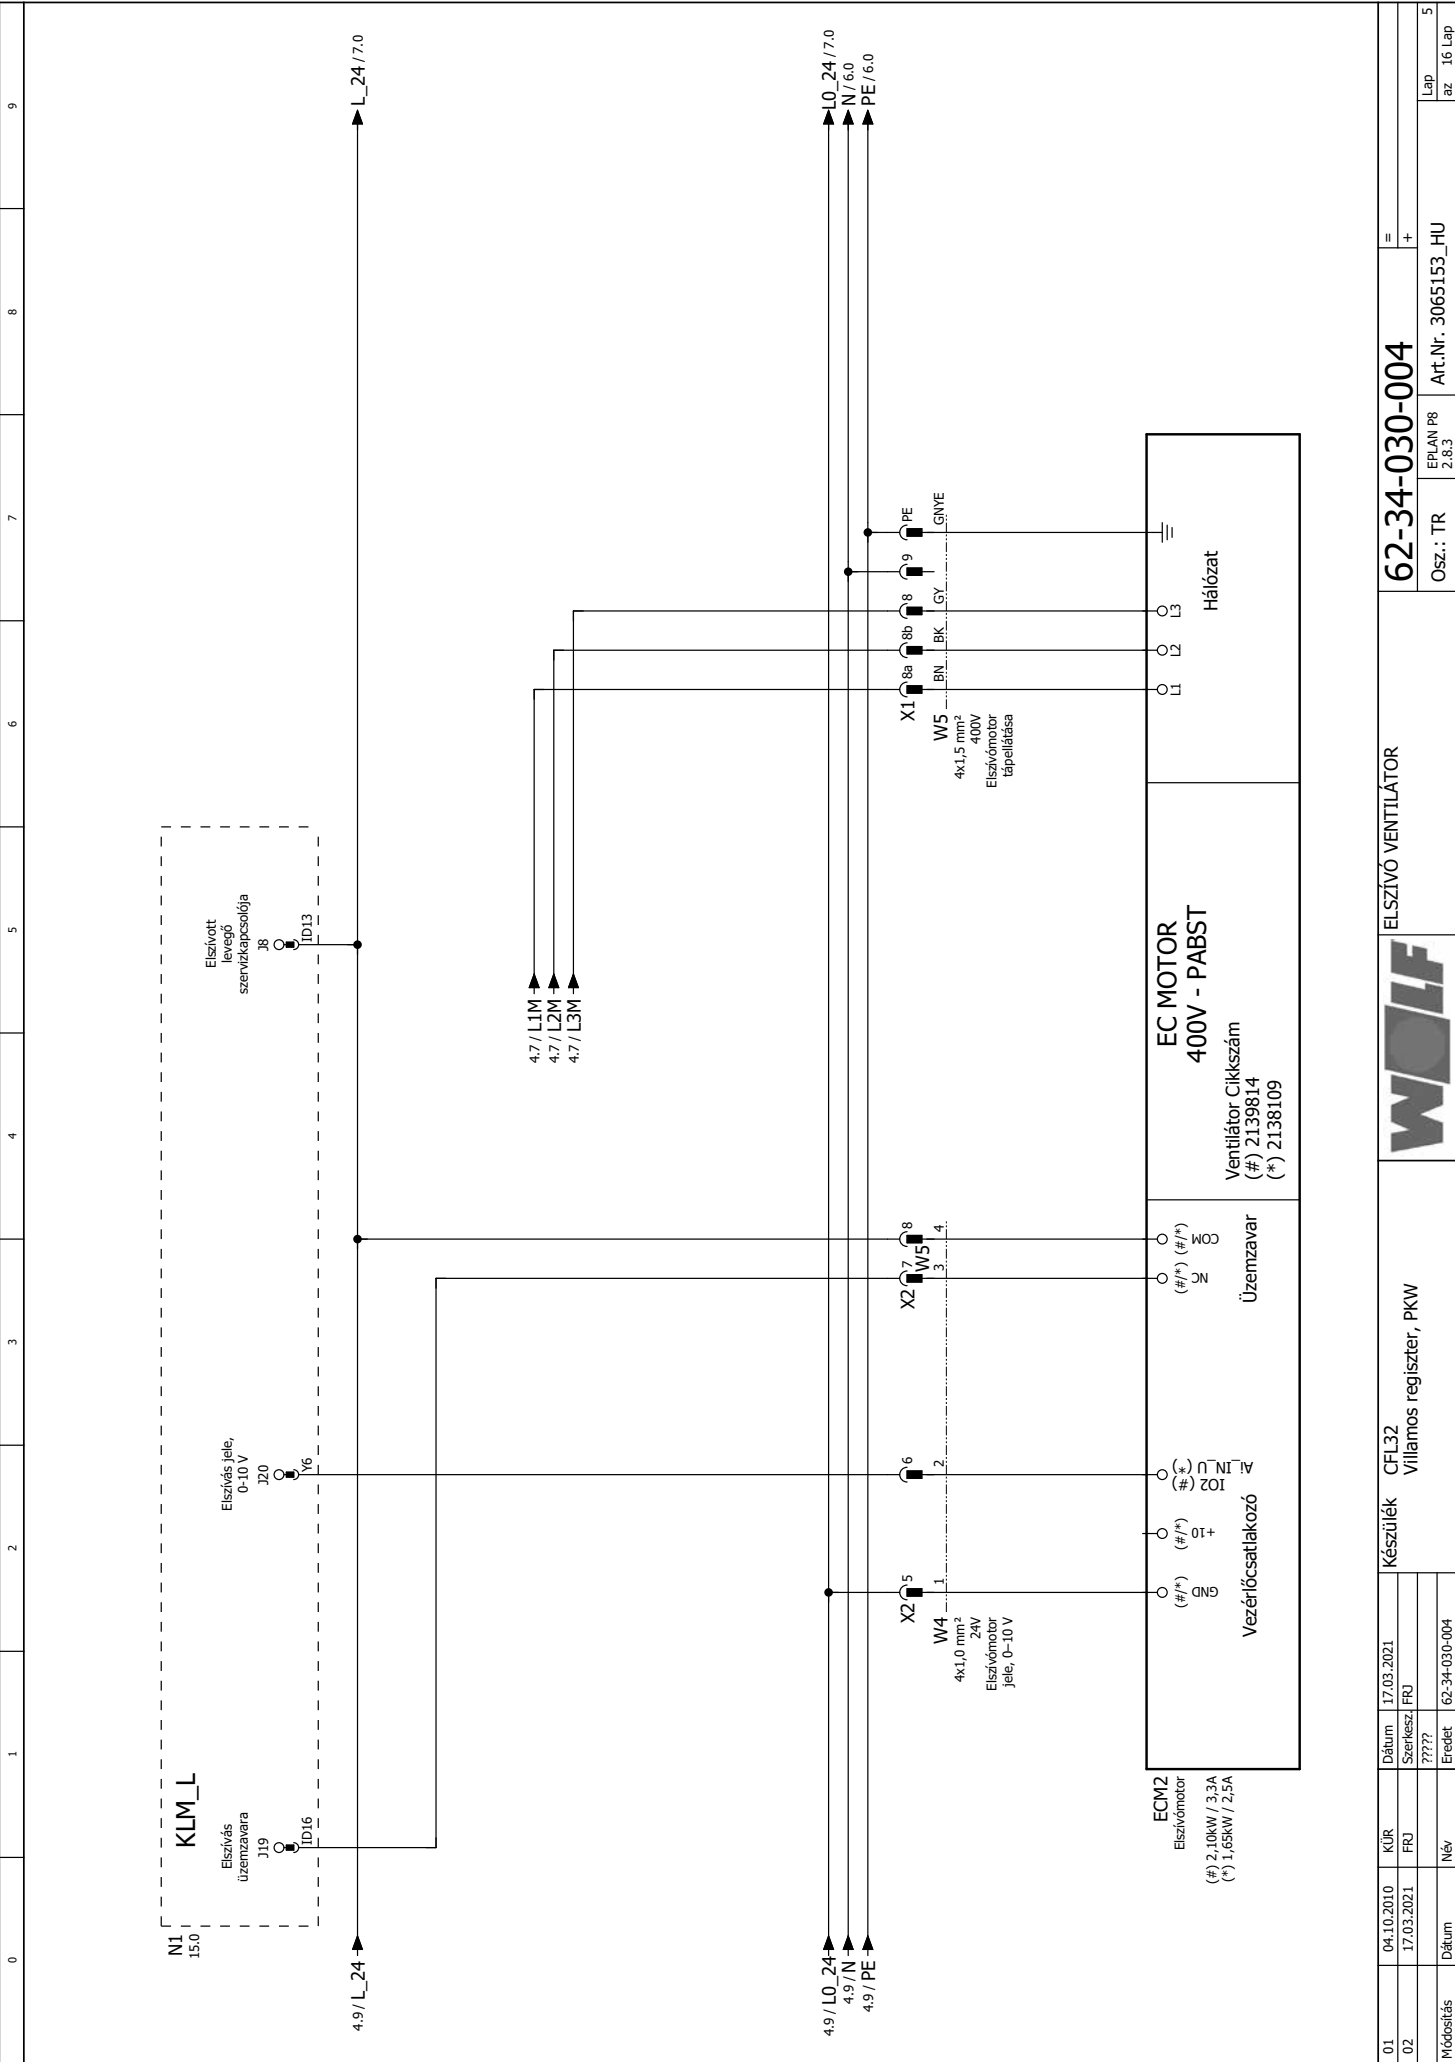 0
1
2
3
4
5
6
7
8
9
N1
15.0
KLM_L
Elszívás
üzemzavara
J19
ID16
Elszívás jele,
0-10 V
J20
Y6
Elszívott
levegő
szervizkapcsolója
J8
ID13
4.9 / L_24
L_24 / 7.0
4.7 / L1M
4.7 / L2M
4.7 / L3M
4.9 / L0_24
4.9 / N
4.9 / PE
L0_24 / 7.0
N / 6.0
PE / 6.0
X2
5
6
X2
7
8
W5
X1
8a
8b
8
9
PE
W4
1
2
3
4
4x1,0 mm²
24V
Elszívómotor
jele, 0–10 V
W5
BN
BK
GY
GNYE
4x1,5 mm²
400V
Elszívómotor
tápellátása
ECM2
Elszívómotor
(#) 2,10kW / 3,3A
(*) 1,65kW / 2,5A
(#/*)
GND
(#/*)
+10
IO2 (#)
Ai_IN_U (*)
Vezérlőcsatlakozó
(#/*)
NC
(#/*)
COM
Üzemzavar
EC MOTOR
400V - PABST
Ventilátor Cikkszám
(#) 2139814
(*) 2138109
L1
L2
L3
Hálózat
01
04.10.2010
KÜR
Dátum
17.03.2021
02
17.03.2021
FRJ
Szerkesz.
FRJ
?????
Módosítás
Dátum
Név
Eredet
62-34-030-004
Készülék
CFL32
Villamos regiszter, PKW
WOLF
ELSZÍVÓ VENTILÁTOR
62-34-030-004
=
+
Osz.: TR
EPLAN P8
2.8.3
Art.Nr. 3065153_HU
Lap
5
az
16 Lap